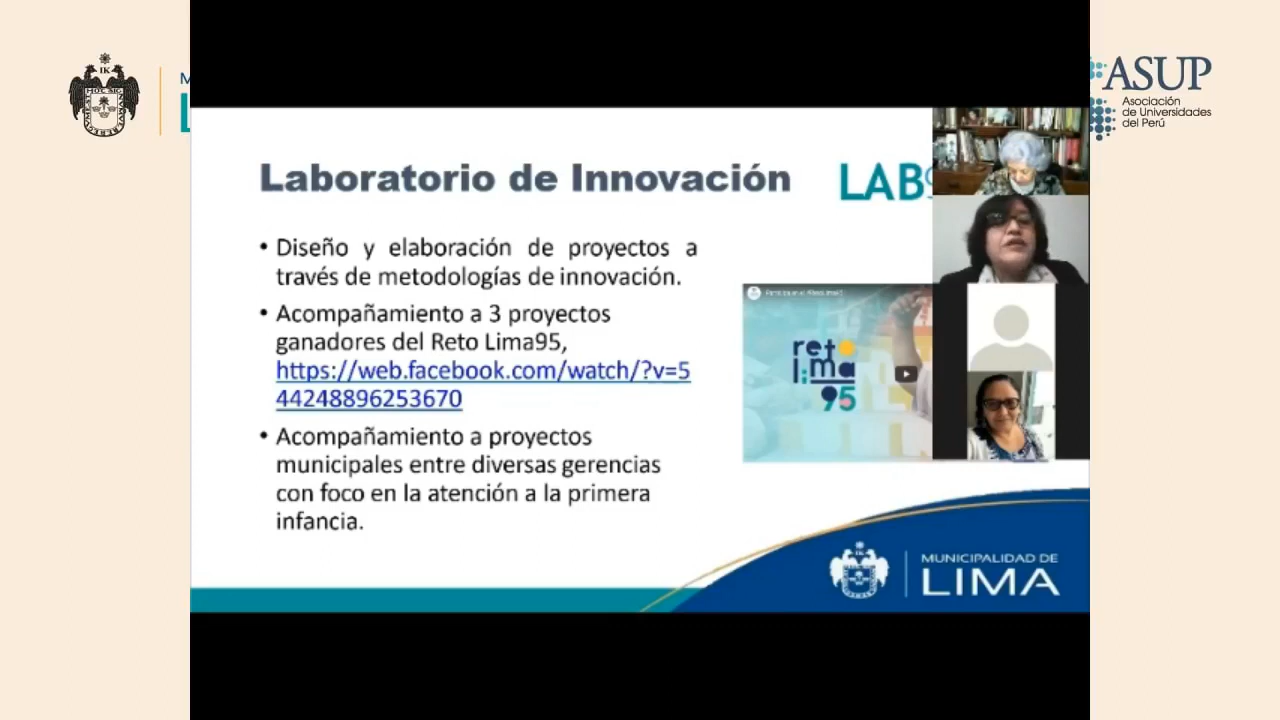 IK
ASUP
Asociación
de Universidades
del Perú
Laboratorio de Innovación
LAB
• Diseño y elaboración de proyectos a
través de metodologías de innovación.
• Acompañamiento a 3 proyectos
ganadores del Reto Lima95,
https://web.facebook.com/watch/?v=5
44248896253670
• Acompañamiento a proyectos
municipales entre diversas gerencias
con foco en la atención a la primera
infancia.
reto
lima
95
MUNICIPALIDAD DE
LIMA